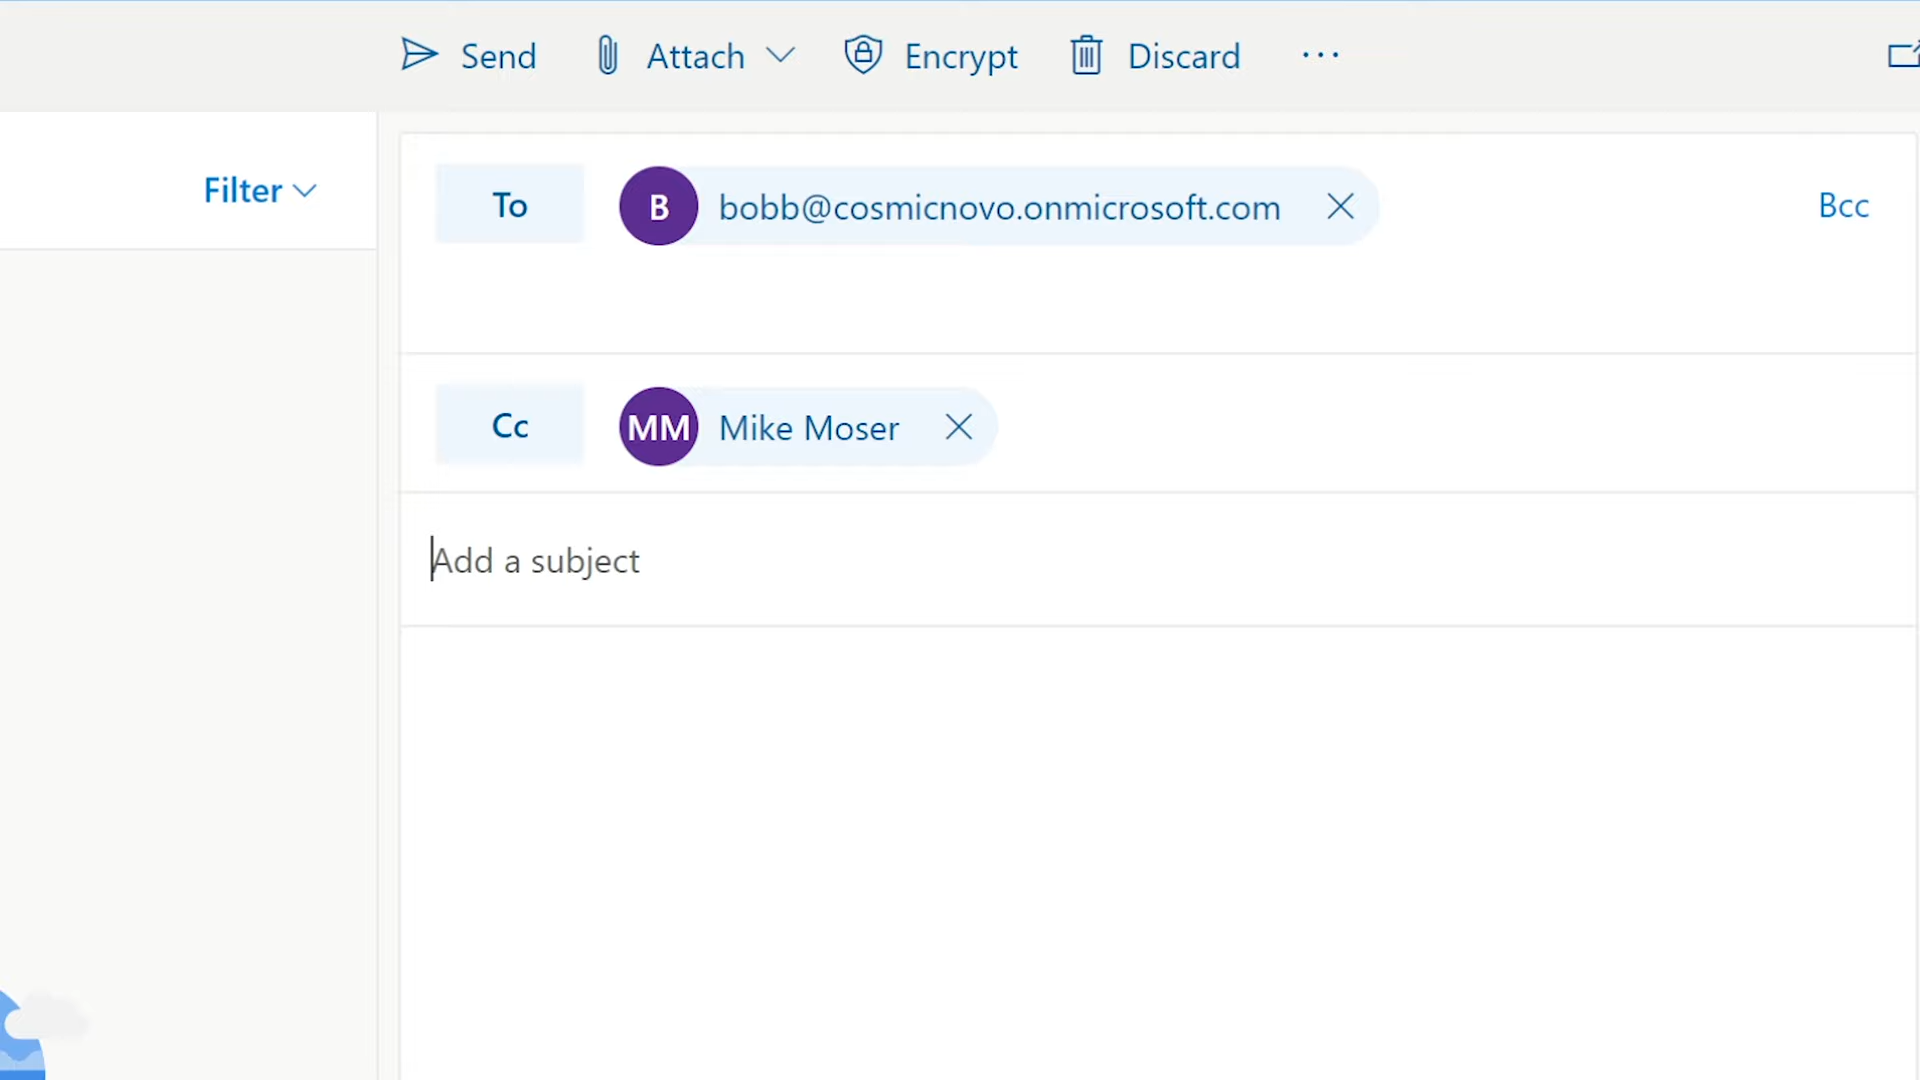 Send Attach Encrypt Discard ...
Filter
To B bobb@cosmicnovo.onmicrosoft.com Bcc
Cc MM Mike Moser
Add a subject